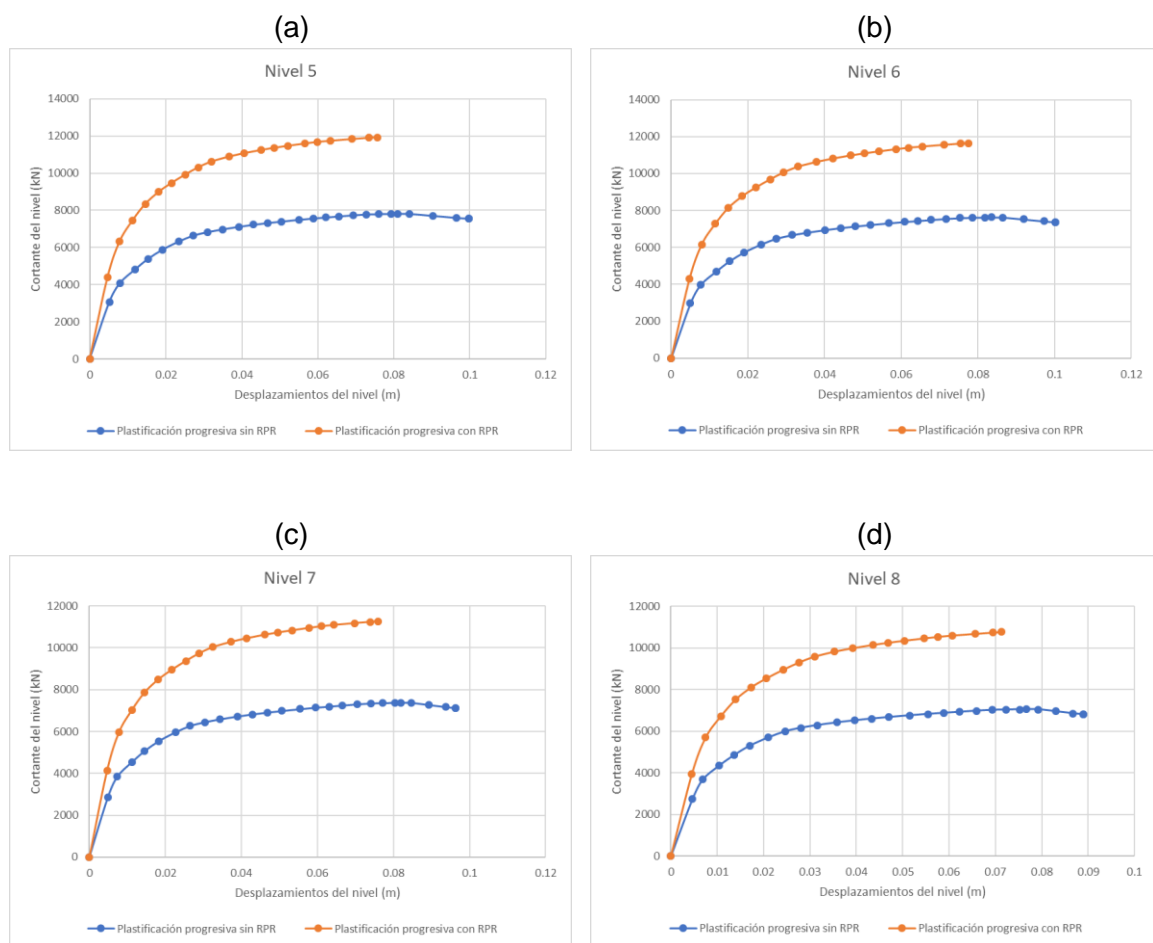 (a)
Nivel 5
Cortante del nivel (kN)
14000
12000
10000
8000
6000
4000
2000
0
0 0.02 0.04 0.06 0.08 0.1 0.12
Desplazamientos del nivel (m)
Plastificación progresiva sin RPR Plastificación progresiva con RPR
(b)
Nivel 6
Cortante del nivel (kN)
14000
12000
10000
8000
6000
4000
2000
0
0 0.02 0.04 0.06 0.08 0.1 0.12
Desplazamientos del nivel (m)
Plastificación progresiva sin RPR Plastificación progresiva con RPR
(c)
Nivel 7
Cortante del nivel (kN)
12000
10000
8000
6000
4000
2000
0
0 0.02 0.04 0.06 0.08 0.1 0.12
Desplazamientos del nivel (m)
Plastificación progresiva sin RPR Plastificación progresiva con RPR
(d)
Nivel 8
Cortante del nivel (kN)
12000
10000
8000
6000
4000
2000
0
0 0.01 0.02 0.03 0.04 0.05 0.06 0.07 0.08 0.09 0.1
Desplazamientos del nivel (m)
Plastificación progresiva sin RPR Plastificación progresiva con RPR